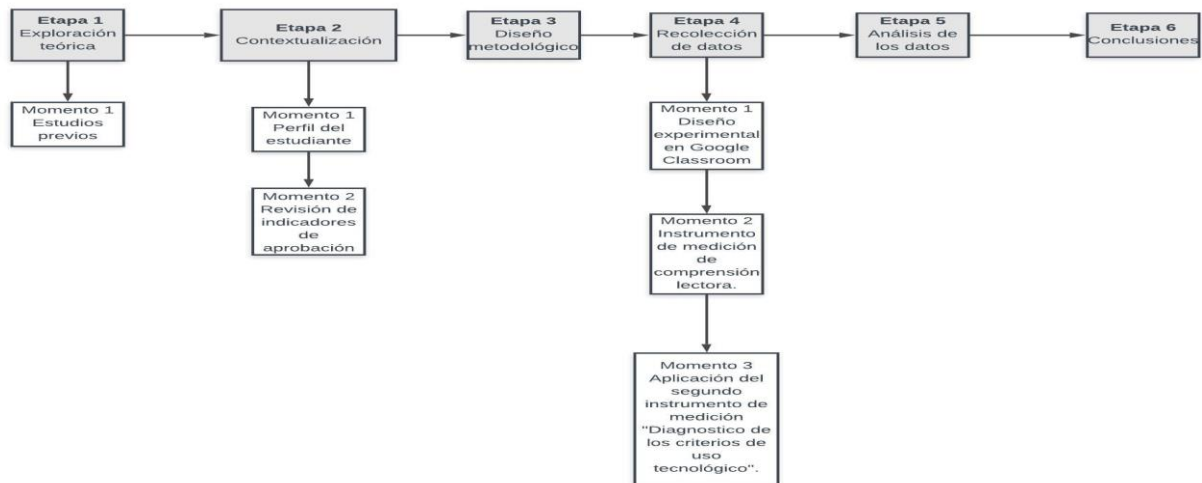 Etapa 1
Exploración
teórica
Etapa 2
Contextualización
Etapa 3
Diseño
metodológico
Etapa 4
Recolección
de datos
Etapa 5
Análisis de
los datos
Etapa 6
Conclusiones
Momento 1
Estudios
previos
Momento 1
Perfil del
estudiante
Momento 2
Revisión de
indicadores
de
aprobación
Momento 1
Diseño
experimental
en Google
Classroom
Momento 2
Instrumento
de medición
de
comprensión
lectora.
Momento 3
Aplicación del
segundo
instrumento de
medición
"Diagnostico de
los criterios de
uso
tecnológico".